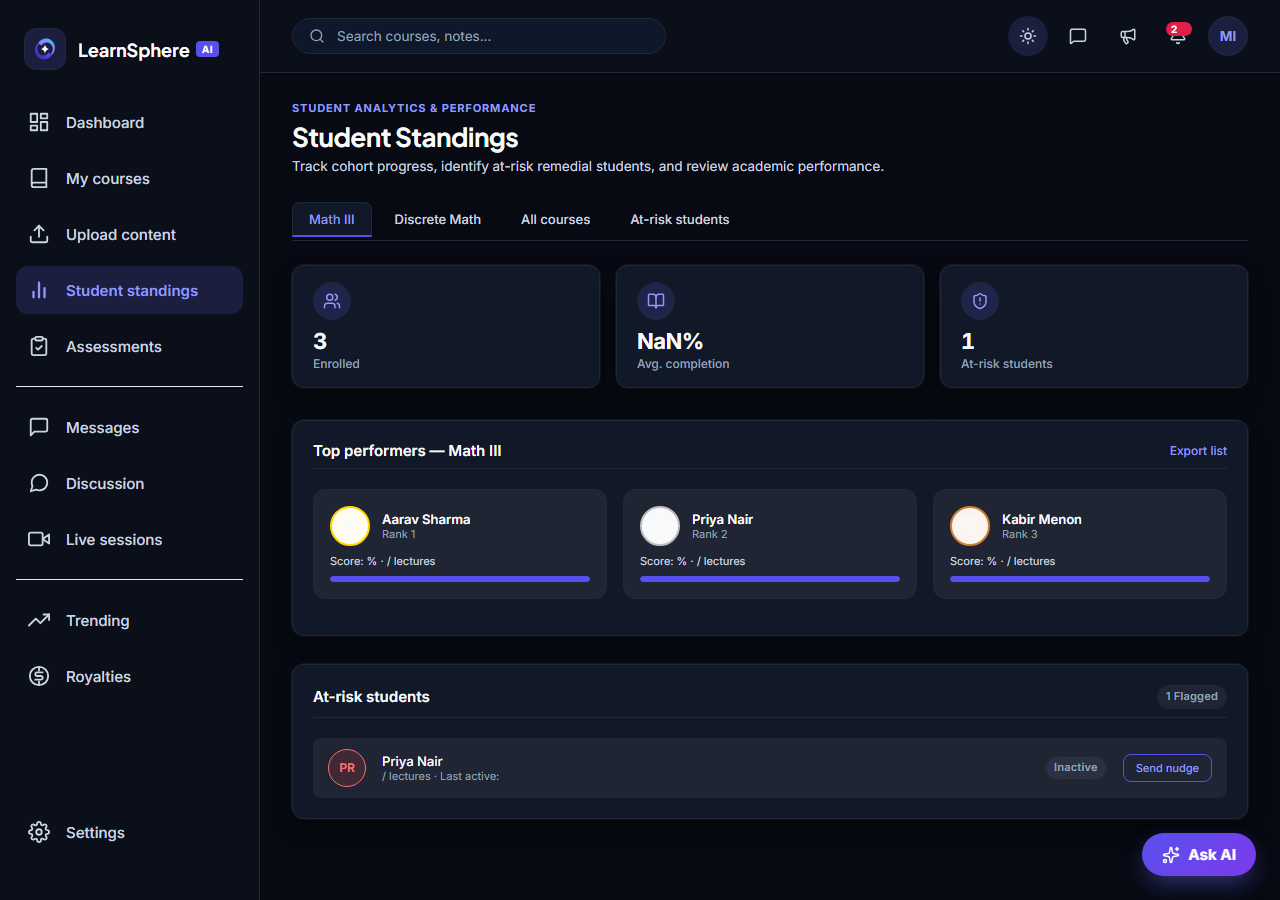 LearnSphere AI
Search courses, notes...
2
MI
Dashboard
My courses
Upload content
Student standings
Assessments
Messages
Discussion
Live sessions
Trending
Royalties
Settings
STUDENT ANALYTICS & PERFORMANCE
Student Standings
Track cohort progress, identify at-risk remedial students, and review academic performance.
Math III Discrete Math All courses At-risk students
3
Enrolled
NaN%
Avg. completion
1
At-risk students
Top performers — Math III Export list
Aarav Sharma
Rank 1
Score: % · / lectures
Priya Nair
Rank 2
Score: % · / lectures
Kabir Menon
Rank 3
Score: % · / lectures
At-risk students 1 Flagged
PR
Priya Nair
/ lectures · Last active:
Inactive
Send nudge
Ask AI